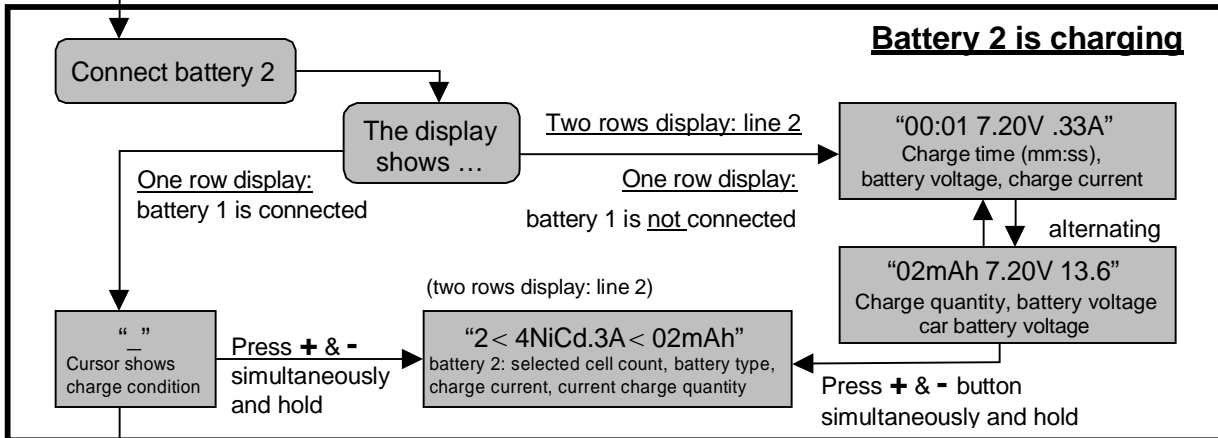 Battery 2 is charging
Connect battery 2
The display
shows …
Two rows display: line 2
One row display:
battery 1 is not connected
“00:01 7.20V .33A”
Charge time (mm:ss),
battery voltage, charge current
One row display:
battery 1 is connected
alternating
“02mAh 7.20V 13.6”
Charge quantity, battery voltage
car battery voltage
(two rows display: line 2)
“_”
Cursor shows
charge condition
Press + & -
simultaneously
and hold
“2< 4NiCd.3A< 02mAh”
battery 2: selected cell count, battery type,
charge current, current charge quantity
Press + & - button
simultaneously and hold